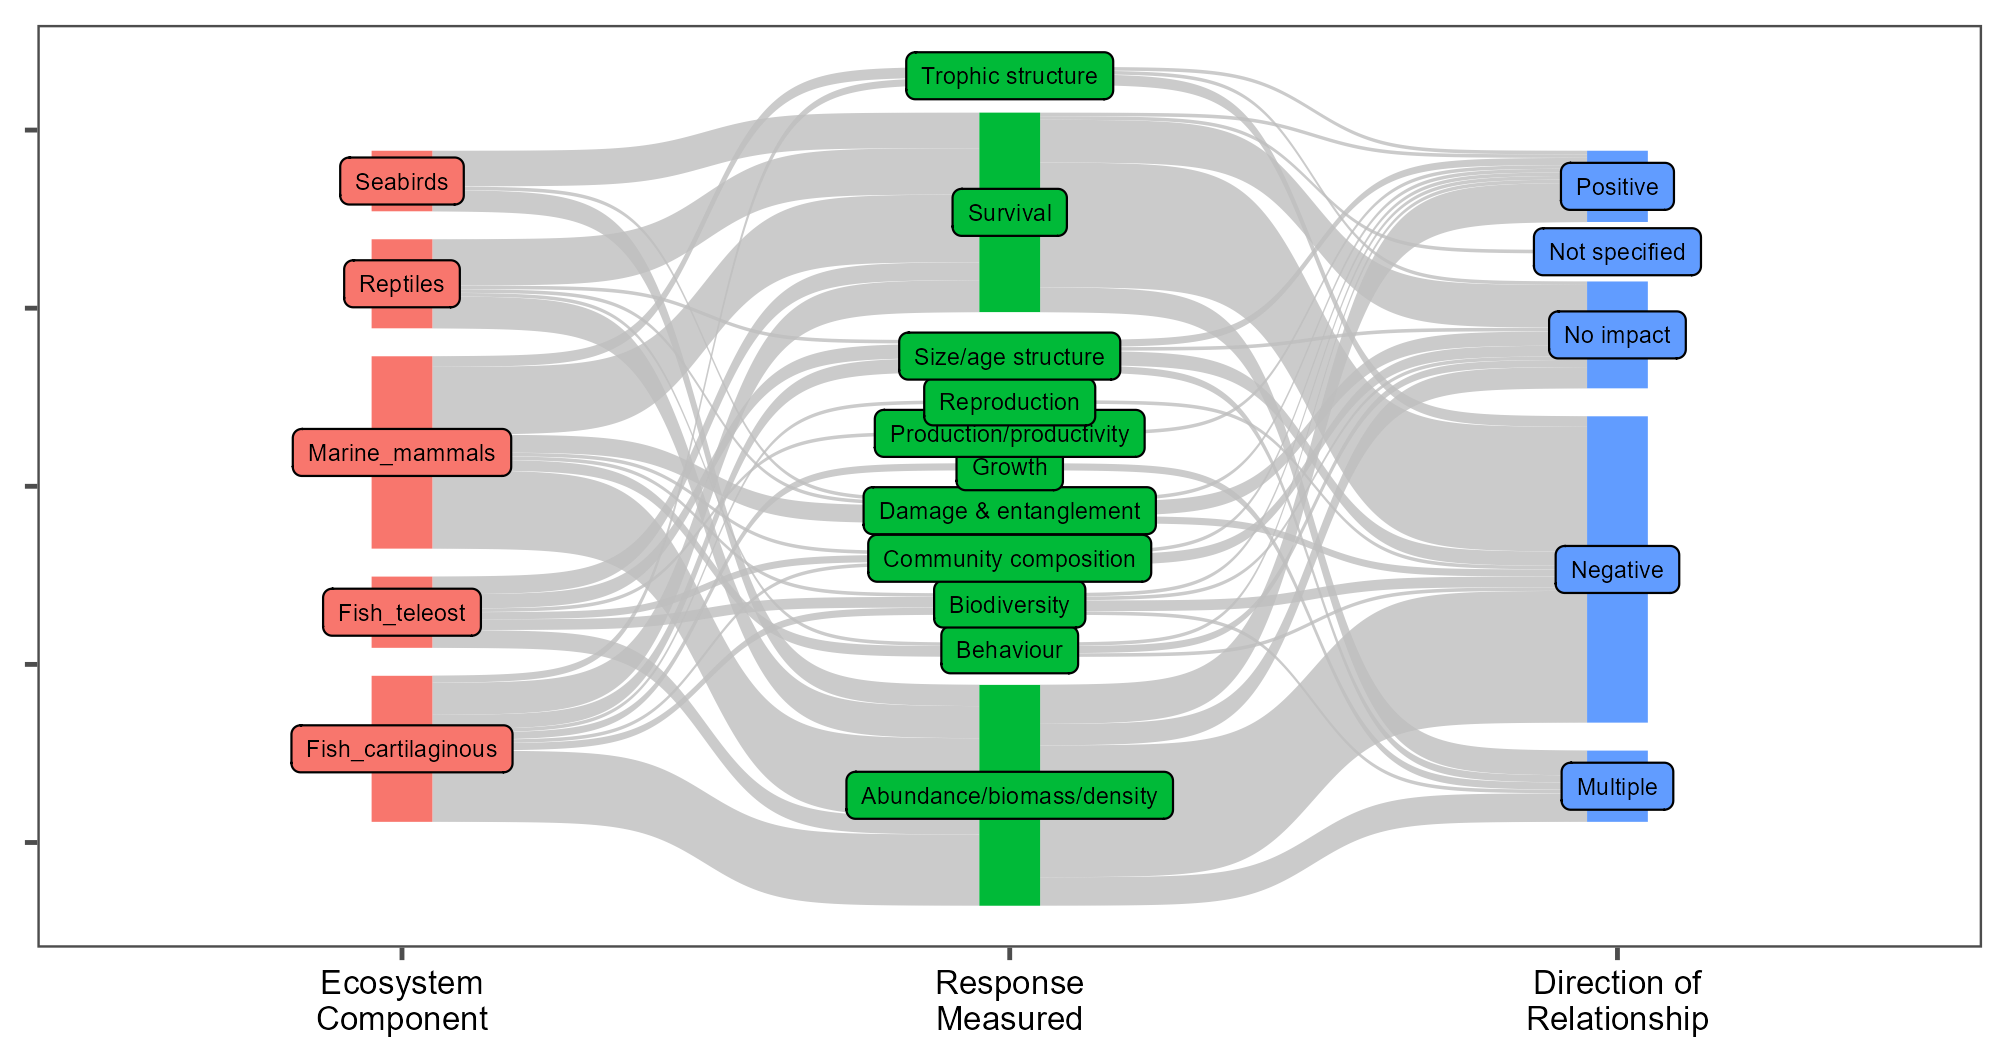 Trophic structure
Seabirds
Positive
Survival
Not specified
Reptiles
No impact
Size/age structure
Reproduction
Production/productivity
Marine_mammals
Growth
Damage & entanglement
Community composition
Negative
Biodiversity
Fish_teleost
Behaviour
Fish_cartilaginous
Multiple
Abundance/biomass/density
Ecosystem
Component
Response
Measured
Direction of
Relationship